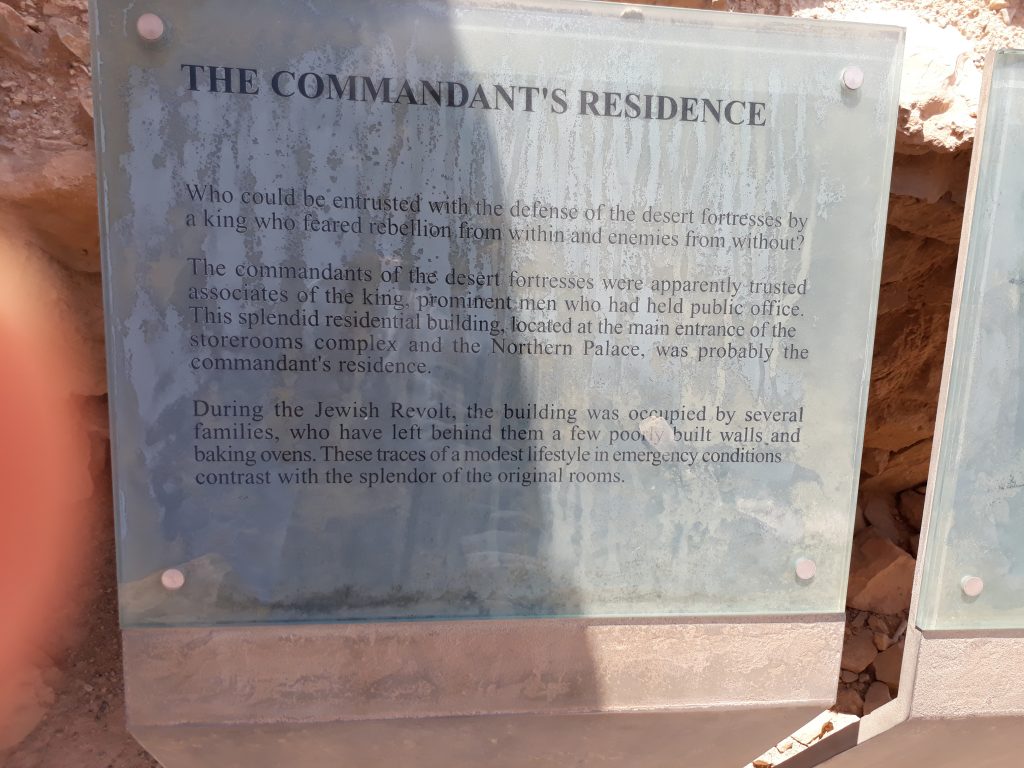 THE COMMANDANT'S RESIDENCE
Who could be entrusted with the defense of the desert fortresses by
a king who feared rebellion from within and enemies from without?
The commandants of the desert fortresses were apparently trusted
associates of the king, prominent men who had held public office.
This splendid residential building, located at the main entrance of the
storerooms complex and the Northern Palace, was probably the
commandant's residence.
During the Jewish Revolt, the building was occupied by several
families, who have left behind them a few poorly built walls and
baking ovens. These traces of a modest lifestyle in emergency conditions
contrast with the splendor of the original rooms.